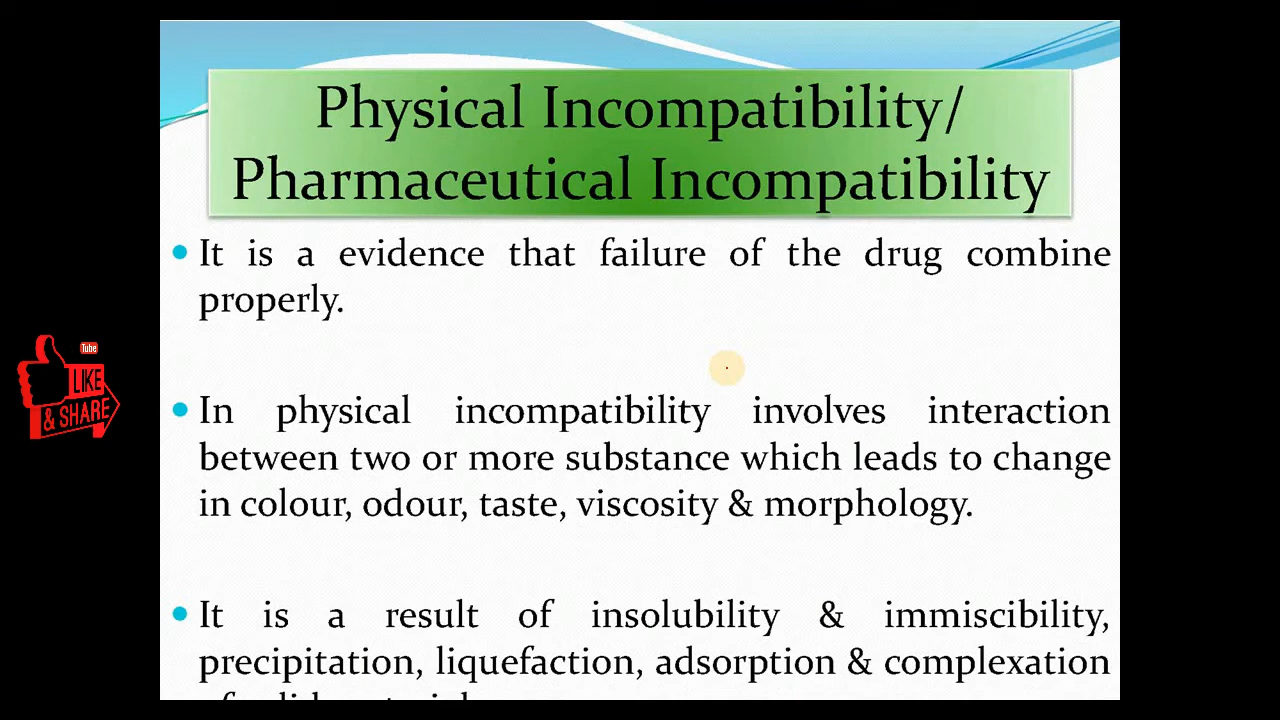 Physical Incompatibility/
Pharmaceutical Incompatibility
• It is a evidence that failure of the drug combine
properly.
• In physical incompatibility involves interaction
between two or more substance which leads to change
in colour, odour, taste, viscosity & morphology.
• It is a result of insolubility & immiscibility,
precipitation, liquefaction, adsorption & complexation
Tube
LIKE
& SHARE